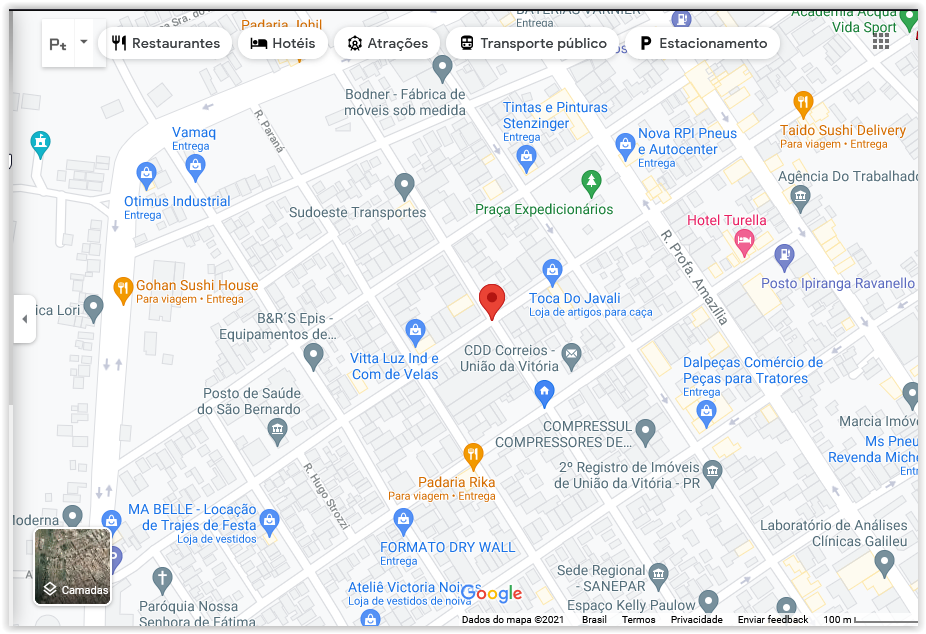 Padaria Jobil
BATERIAS VARNIER
Entrega
Academia Acqua
Vida Sport
Pt
Restaurantes
Hotéis
Atrações
Transporte público
Estacionamento
Bodner - Fábrica de
móveis sob medida
R. Paraná
Tintas e Pinturas
Stenzinger
Entrega
Nova RPI Pneus
e Autocenter
Entrega
Taido Sushi Delivery
Para viagem • Entrega
Vamaq
Entrega
Otimus Industrial
Entrega
Sudoeste Transportes
Praça Expedicionários
Agência Do Trabalhado
Hotel Turella
R. Profa. Amazília
Posto Ipiranga Ravanello
Gohan Sushi House
Para viagem • Entrega
ica Lori
B&R´S Epis -
Equipamentos de...
Toca Do Javali
Loja de artigos para caça
Vitta Luz Ind e
Com de Velas
CDD Correios -
União da Vitória
Dalpeças Comércio de
Peças para Tratores
Entrega
Posto de Saúde
do São Bernardo
COMPRESSUL
COMPRESSORES DE...
Marcia Imóve
Ms Pneu
Revenda Miche
Entr
2º Registro de Imóveis
de União da Vitória - PR
R. Hugo Strozzi
Padaria Rika
Para viagem • Entrega
MA BELLE - Locação
de Trajes de Festa
Loja de vestidos
Moderna
FORMATO DRY WALL
Entrega
Laboratório de Análises
Clínicas Galileu
Camadas
Paróquia Nossa
Senhora de Fátima
Ateliê Victoria Noivas
Loja de vestidos de noiva
Google
Sede Regional
- SANEPAR
Espaço Kelly Paulow
Dados do mapa ©2021
Brasil
Termos
Privacidade
Enviar feedback
100 m